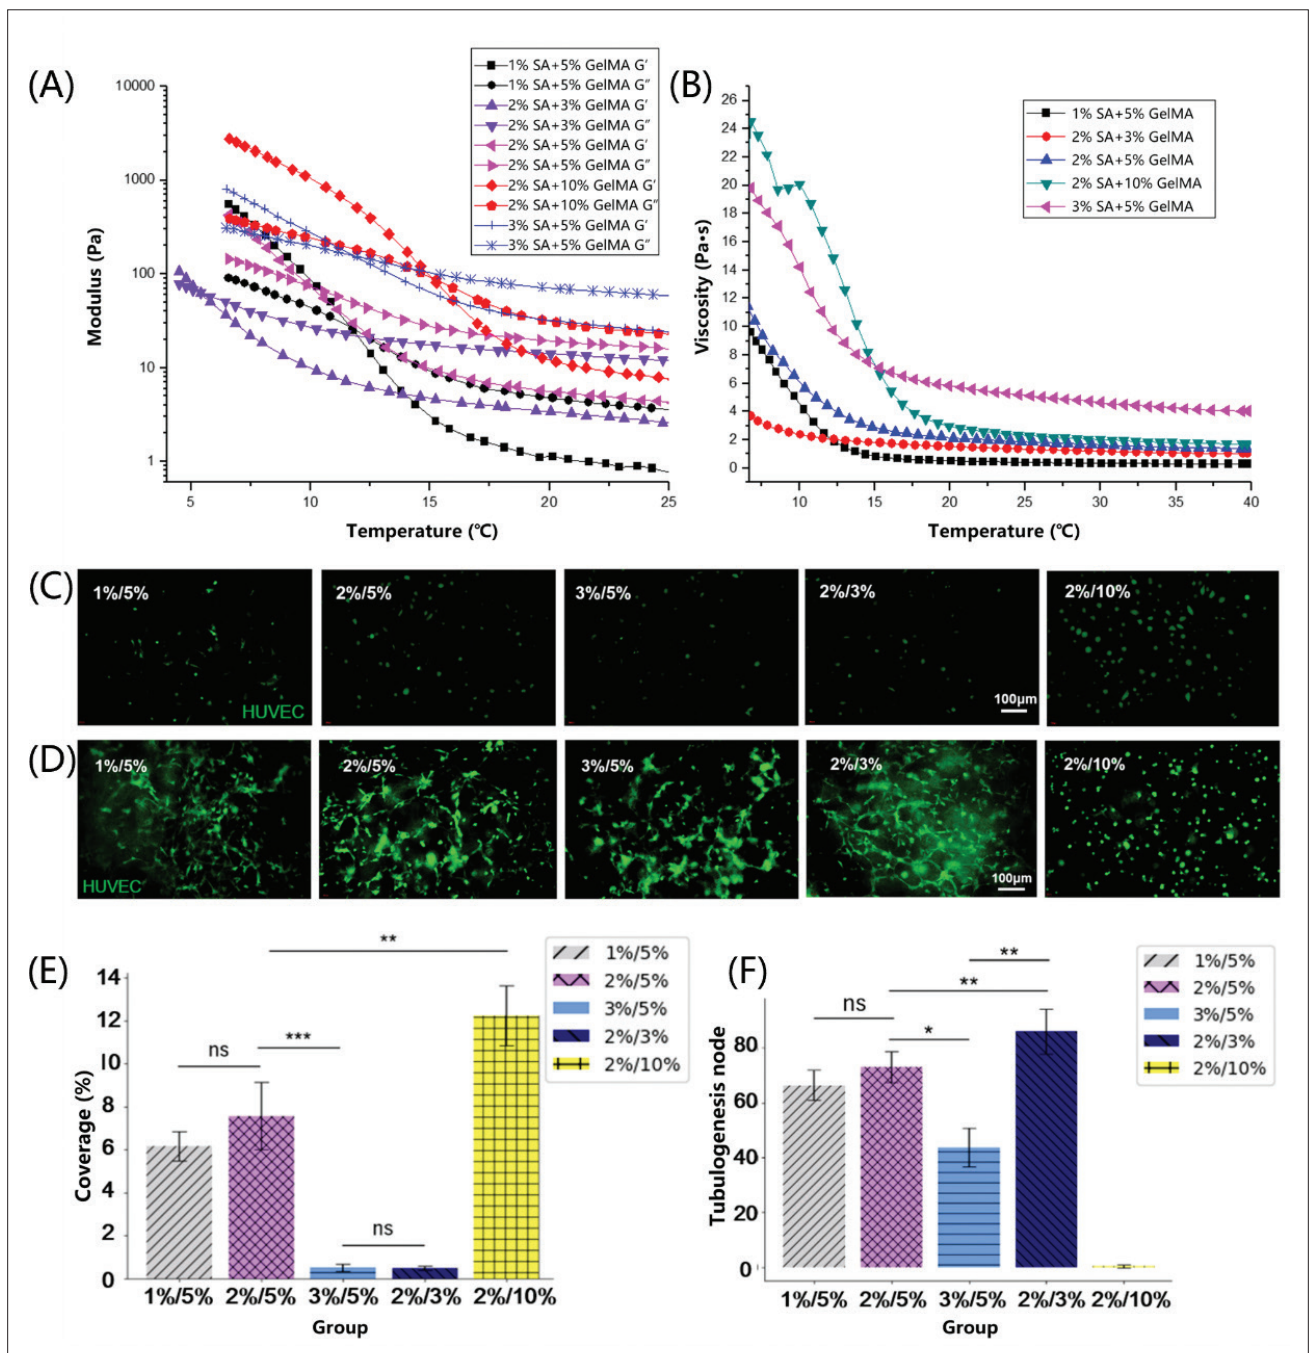 (A)
1% SA+5% GelMA G'
1% SA+5% GelMA G"
2% SA+3% GelMA G'
2% SA+3% GelMA G"
2% SA+5% GelMA G'
2% SA+5% GelMA G"
2% SA+10% GelMA G'
2% SA+10% GelMA G"
3% SA+5% GelMA G'
3% SA+5% GelMA G"
Modulus (Pa)
10000
1000
100
10
1
5 10 15 20 25
Temperature (℃)
(B)
1% SA+5% GelMA
2% SA+3% GelMA
2% SA+5% GelMA
2% SA+10% GelMA
3% SA+5% GelMA
Viscosity (Pa•s)
26
24
22
20
18
16
14
12
10
8
6
4
2
0
10 15 20 25 30 35 40
Temperature (℃)
(C)
1%/5% 2%/5% 3%/5% 2%/3% 2%/10%
HUVEC 100μm
(D)
1%/5% 2%/5% 3%/5% 2%/3% 2%/10%
HUVEC 100μm
(E)
**
1%/5%
2%/5%
3%/5%
2%/3%
2%/10%
Coverage (%)
14
12
10
8
6
4
2
0
ns *** ns
1%/5% 2%/5% 3%/5% 2%/3% 2%/10%
Group
(F)
**
**
ns *
1%/5%
2%/5%
3%/5%
2%/3%
2%/10%
Tubulogenesis node
80
60
40
20
0
1%/5% 2%/5% 3%/5% 2%/3% 2%/10%
Group